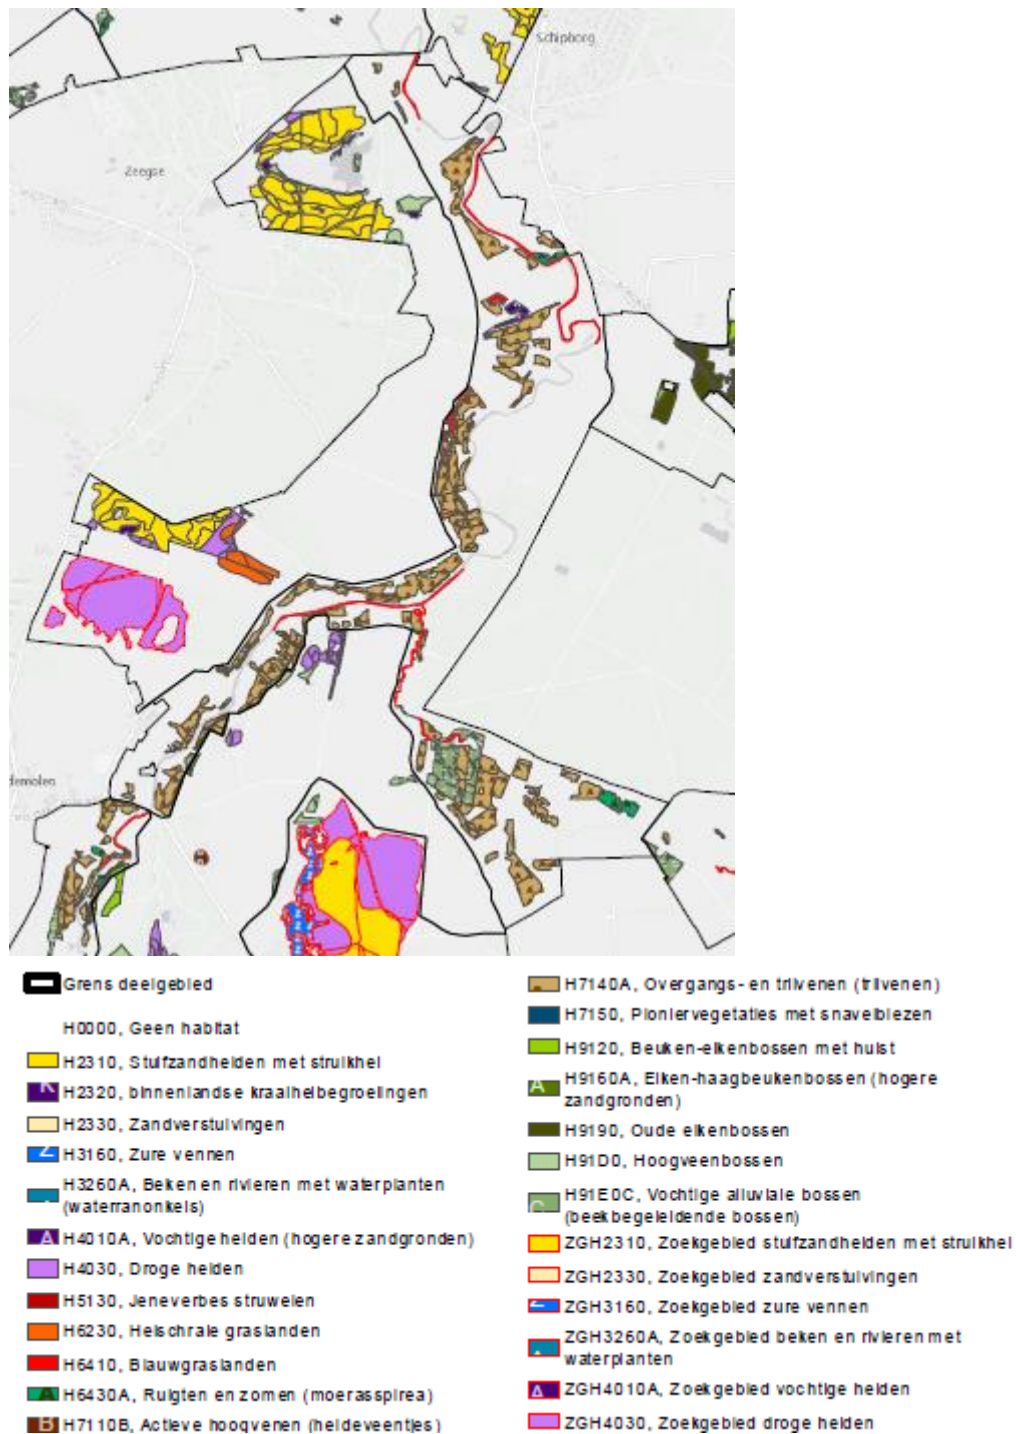 Schipborg
Zeegse
demolen
Grens deelgebied
H0000, Geen habitat
H2310, Stuifzandheiden met struikhei
H2320, binnenlandse kraaiheibegroeiingen
H2330, Zandverstuivingen
H3160, Zure vennen
H3260A, Beken en rivieren met waterplanten
(waterranonkels)
H4010A, Vochtige heiden (hogere zandgronden)
H4030, Droge heiden
H5130, Jeneverbes struwelen
H6230, Heischrale graslanden
H6410, Blauwgraslanden
H6430A, Ruigten en zomen (moerasspirea)
H7110B, Actieve hoogvenen (heideveentjes)
H7140A, Overgangs- en trilvenen (trilvenen)
H7150, Pioniervegetaties met snavelbiezen
H9120, Beuken-eikenbossen met hulst
H9160A, Eiken-haagbeukenbossen (hogere
zandgronden)
H9190, Oude eikenbossen
H91D0, Hoogveenbossen
H91E0C, Vochtige alluviale bossen
(beekbegeleidende bossen)
ZGH2310, Zoekgebied stuifzandheiden met struikhei
ZGH2330, Zoekgebied zandverstuivingen
ZGH3160, Zoekgebied zure vennen
ZGH3260A, Zoekgebied beken en rivieren met
waterplanten
ZGH4010A, Zoekgebied vochtige heiden
ZGH4030, Zoekgebied droge heiden